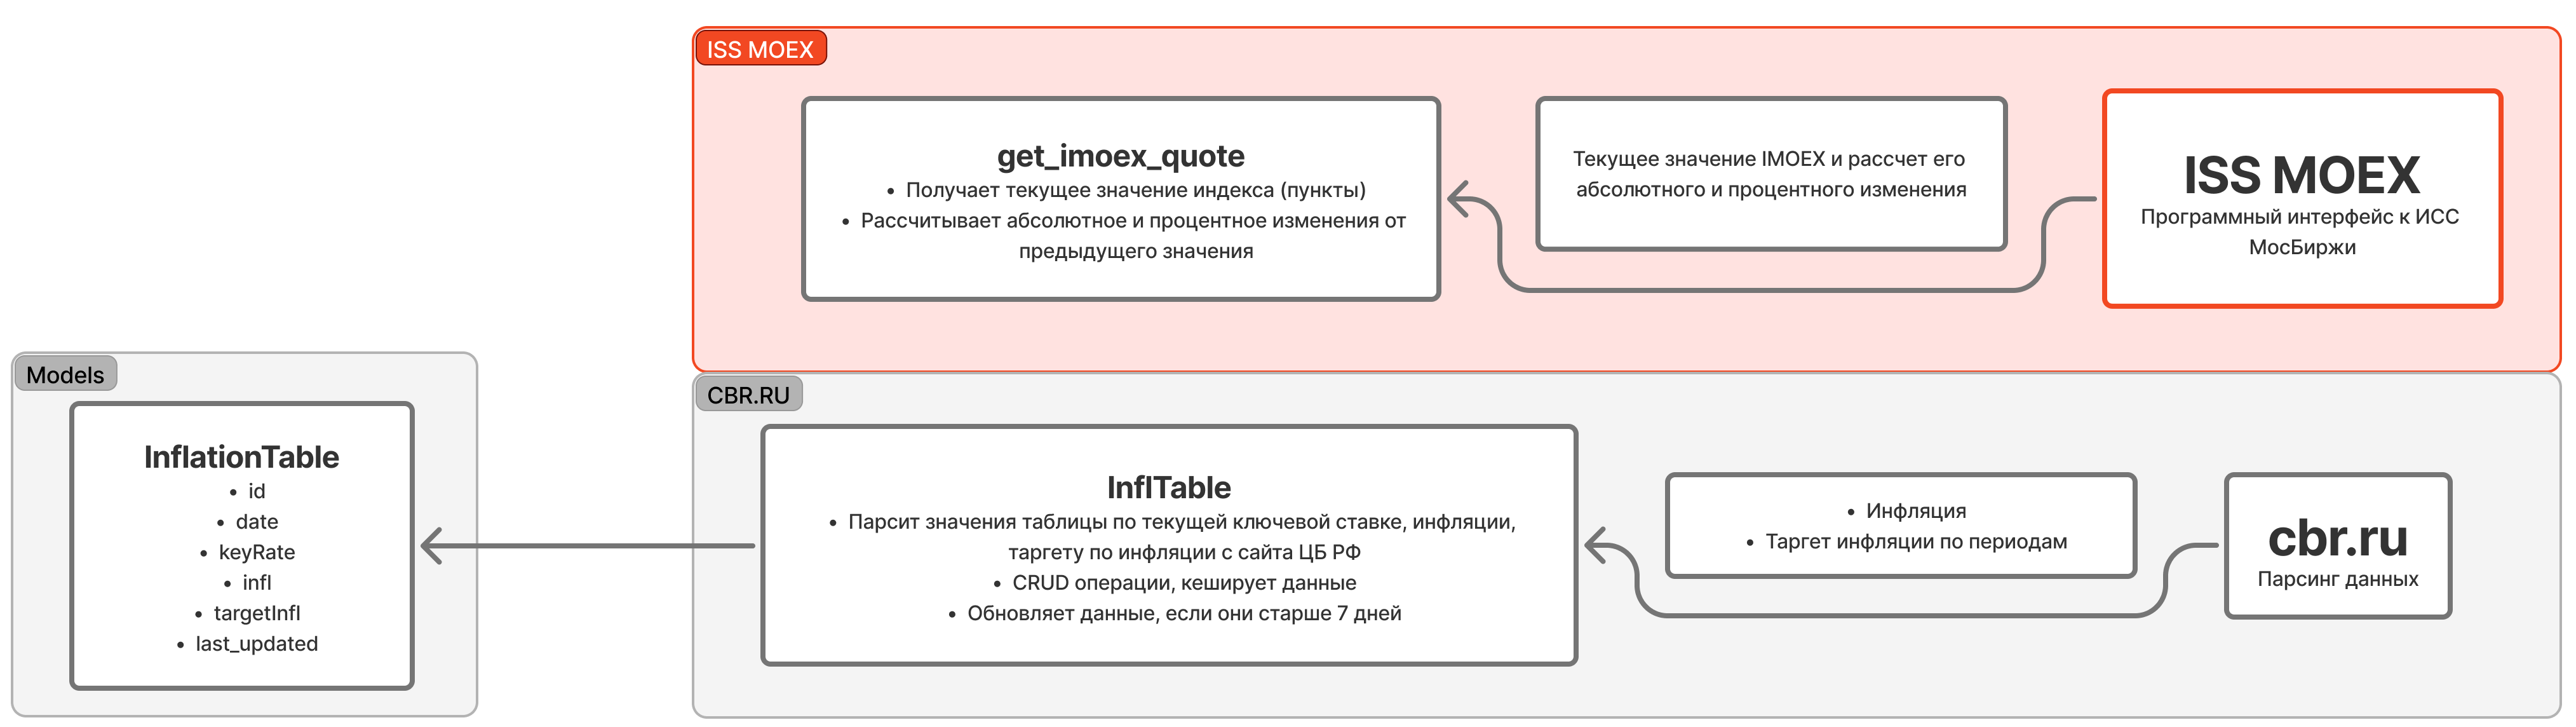 ISS MOEX
get_imoex_quote
• Получает текущее значение индекса (пункты)
• Рассчитывает абсолютное и процентное изменения от
предыдущего значения
Текущее значение IMOEX и рассчет его
абсолютного и процентного изменения
ISS MOEX
Программный интерфейс к ИСС
МосБиржи
Models
InflationTable
• id
• date
• keyRate
• infl
• targetInfl
• last_updated
CBR.RU
InflTable
• Парсит значения таблицы по текущей ключевой ставке, инфляции,
таргету по инфляции с сайта ЦБ РФ
• CRUD операции, кеширует данные
• Обновляет данные, если они старше 7 дней
• Инфляция
• Таргет инфляции по периодам
cbr.ru
Парсинг данных